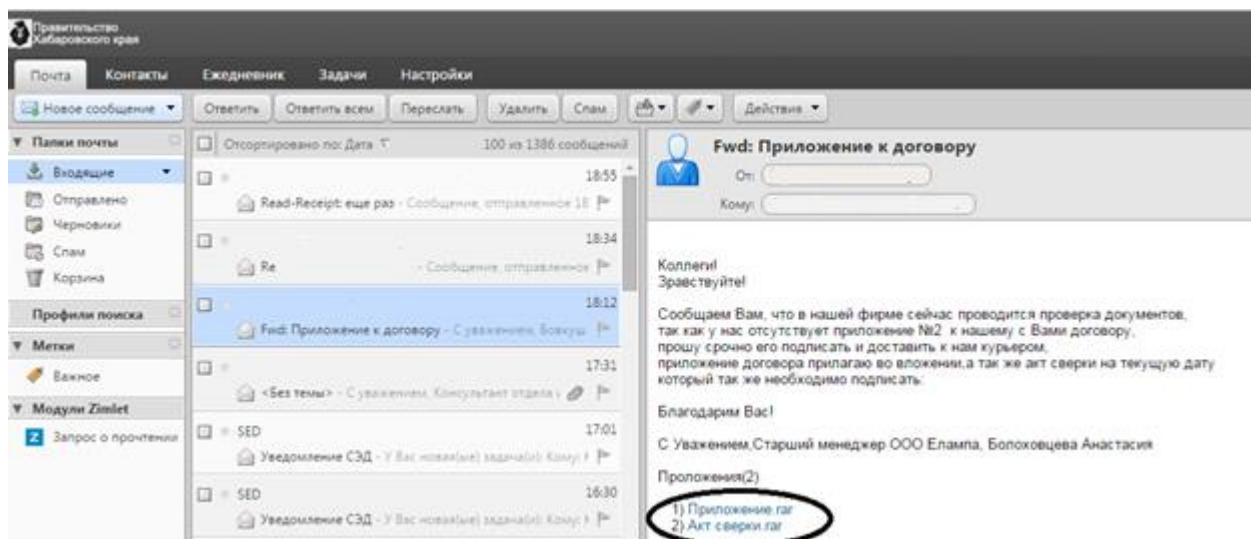 Правительство
Хабаровского края
Почта Контакты Ежедневник Задачи Настройки
Новое сообщение Ответить Ответить всем Переслать Удалить Спам Действия
Папки почты
Входящие
Отправлено
Черновики
Спам
Корзина
Профили поиска
Метки
Важное
Модули Zimlet
Запрос о прочтении
Отсортировано по: Дата 100 из 1386 сообщений
18:55
Read-Receipt: еще раз - Сообщение, отправленное 18
18:34
Re - Сообщение, отправленное
18:12
Fwd: Приложение к договору - С уважением,
17:31
<Без темы> - С уважением, Консультант отдела
SED 17:01
Уведомление СЭД - У Вас новая(ые) задача(и): Кому:
SED 16:30
Уведомление СЭД - У Вас новая(ые) задача(и): Кому:
Fwd: Приложение к договору
От:
Кому:
Коллеги!
Зравствуйте!
Сообщаем Вам, что в нашей фирме сейчас проводится проверка документов,
так как у нас отсутствует приложение №2 к нашему с Вами договору,
прошу срочно его подписать и доставить к нам курьером,
приложение договора прилагаю во вложении,а так же акт сверки на текущую дату
который так же необходимо подписать:
Благодарим Вас!
С Уважением,Старший менеджер ООО Елампа, Болоховцева Анастасия
Проложения(2)
1) Приложение.rar
2) Акт сверки.rar